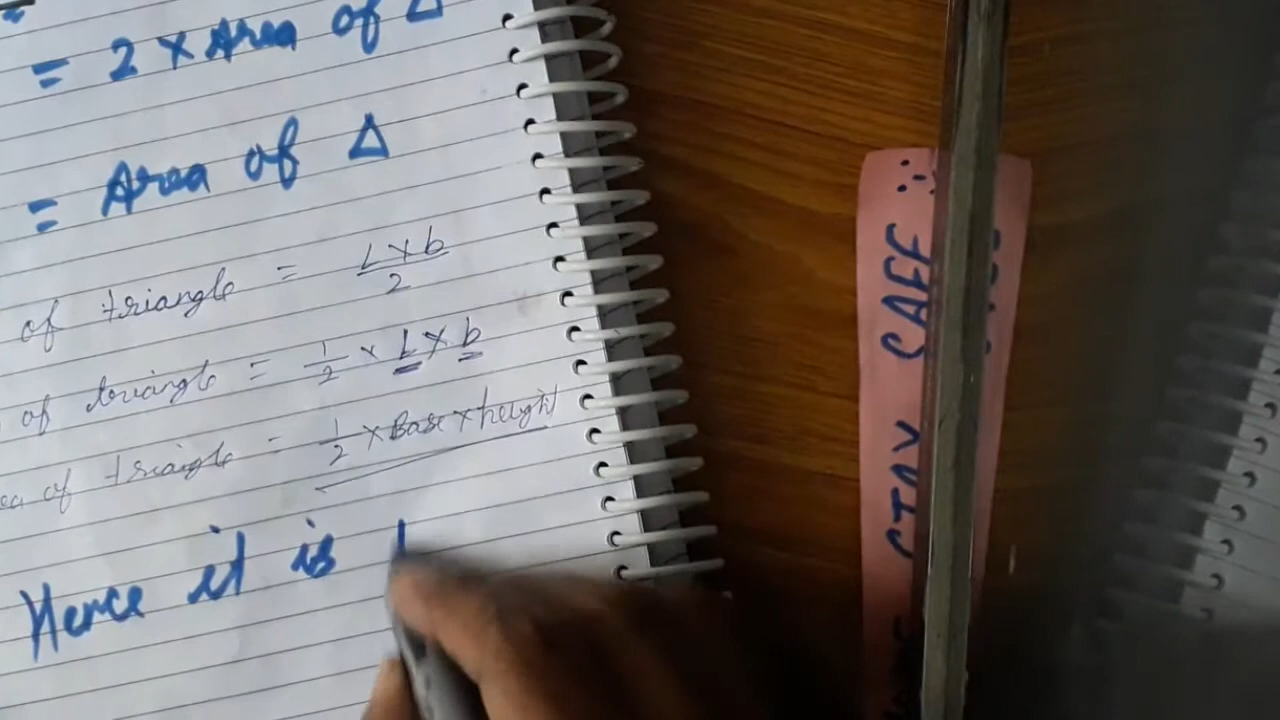 = 2 × Area of Δ
= Area of Δ
of triangle = L×b/2
of triangle = 1/2 × L × b
ea of triangle = 1/2 × Base × height
Hence it is
STAY SAFE